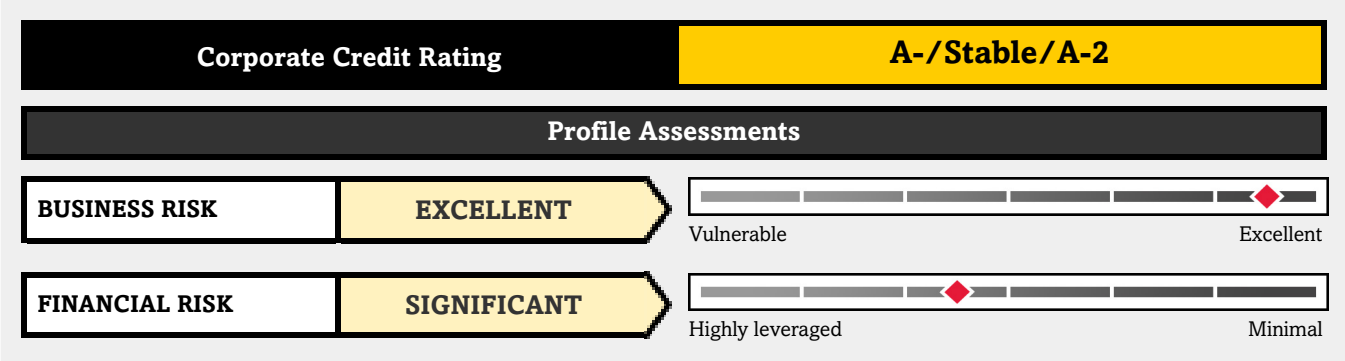 Corporate Credit Rating
A-/Stable/A-2
Profile Assessments
BUSINESS RISK
EXCELLENT
Vulnerable
Excellent
FINANCIAL RISK
SIGNIFICANT
Highly leveraged
Minimal